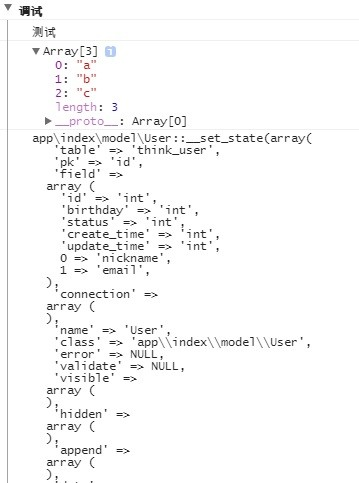 调试
测试
Array[3]
0: "a"
1: "b"
2: "c"
length: 3
__proto__: Array[0]
app\index\model\User::__set_state(array(
'table' => 'think_user',
'pk' => 'id',
'field' =>
array (
'id' => 'int',
'birthday' => 'int',
'status' => 'int',
'create_time' => 'int',
'update_time' => 'int',
0 => 'nickname',
1 => 'email',
),
'connection' =>
array (
),
'name' => 'User',
'class' => 'app\\index\\model\\User',
'error' => NULL,
'validate' => NULL,
'visible' =>
array (
),
'hidden' =>
array (
),
'append' =>
array (
),